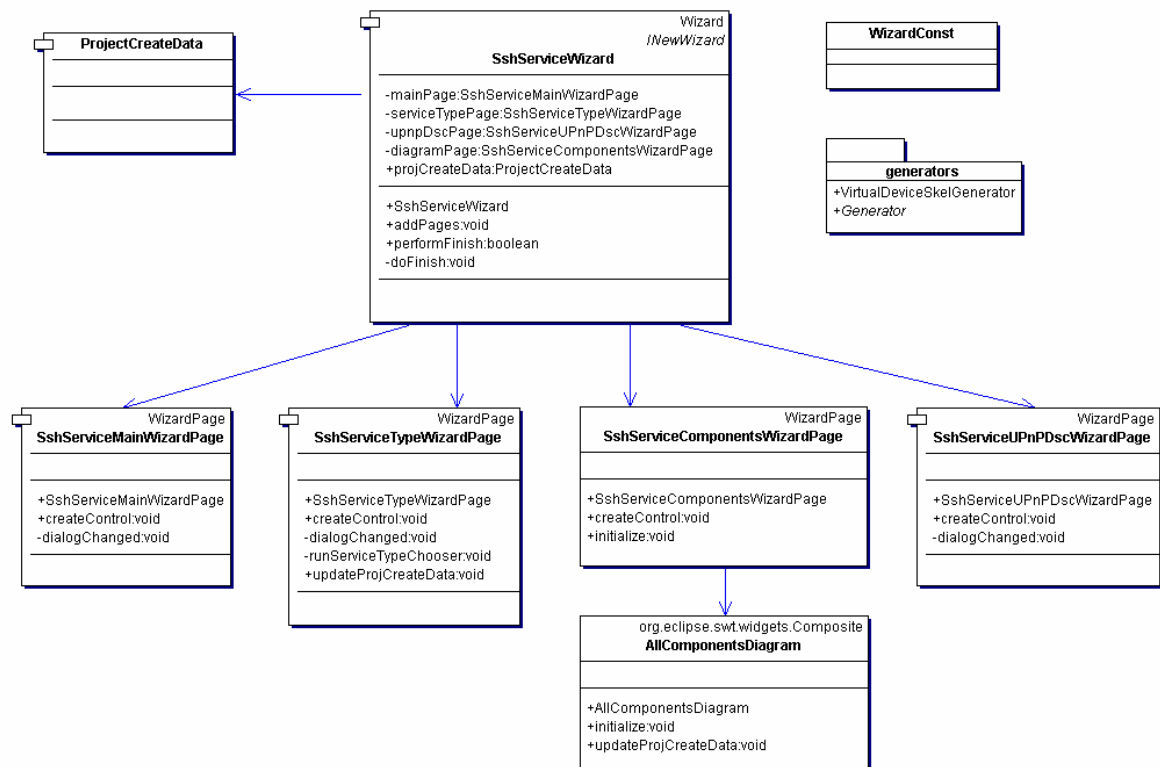 ProjectCreateData
Wizard
INewWizard
SshServiceWizard
-mainPage:SshServiceMainWizardPage
-serviceTypePage:SshServiceTypeWizardPage
-upnpDscPage:SshServiceUPnPDscWizardPage
-diagramPage:SshServiceComponentsWizardPage
+projCreateData:ProjectCreateData
+SshServiceWizard
+addPages:void
+performFinish:boolean
-doFinish:void
WizardConst
generators
+VirtualDeviceSkelGenerator
+Generator
WizardPage
SshServiceMainWizardPage
+SshServiceMainWizardPage
+createControl:void
-dialogChanged:void
WizardPage
SshServiceTypeWizardPage
+SshServiceTypeWizardPage
+createControl:void
-dialogChanged:void
-runServiceTypeChooser:void
+updateProjCreateData:void
WizardPage
SshServiceComponentsWizardPage
+SshServiceComponentsWizardPage
+createControl:void
+initialize:void
WizardPage
SshServiceUPnPDscWizardPage
+SshServiceUPnPDscWizardPage
+createControl:void
-dialogChanged:void
org.eclipse.swt.widgets.Composite
AllComponentsDiagram
+AllComponentsDiagram
+initialize:void
+updateProjCreateData:void